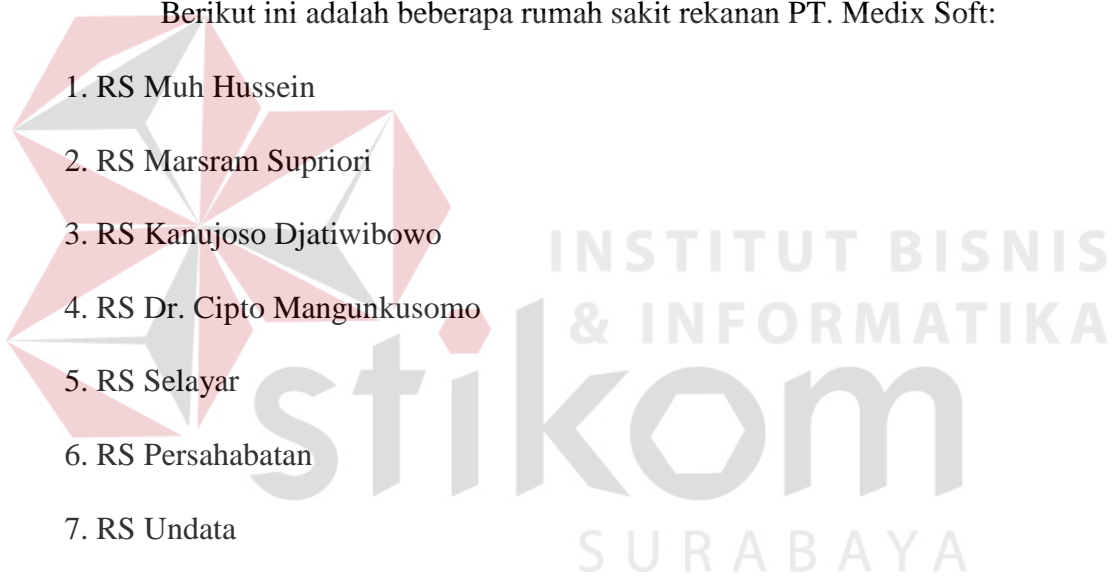 Berikut ini adalah beberapa rumah sakit rekanan PT. Medix Soft:
1. RS Muh Hussein
2. RS Marsram Supriori
3. RS Kanujoso Djatiwibowo
4. RS Dr. Cipto Mangunkusomo
5. RS Selayar
6. RS Persahabatan
7. RS Undata
INSTITUT BISNIS
& INFORMATIKA
stikom
SURABAYA